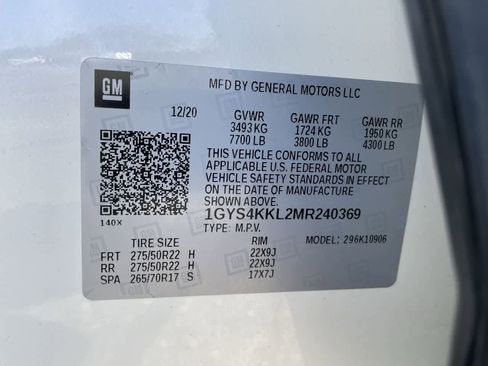 GM
MFD BY GENERAL MOTORS LLC
12/20 GVWR GAWR FRT GAWR RR
3493 KG 1724 KG 1950 KG
7700 LB 3800 LB 4300 LB
THIS VEHICLE CONFORMS TO ALL
APPLICABLE U.S. FEDERAL MOTOR
VEHICLE SAFETY STANDARDS IN EFFECT
ON THE DATE OF MANUFACTURE
SHOWN ABOVE.
140X 1GYS4KKL2MR240369
TYPE: M.P.V. MODEL: 296K10906
TIRE SIZE RIM
FRT 275/50R22 H 22X9J
RR 275/50R22 H 22X9J
SPA 265/70R17 S 17X7J